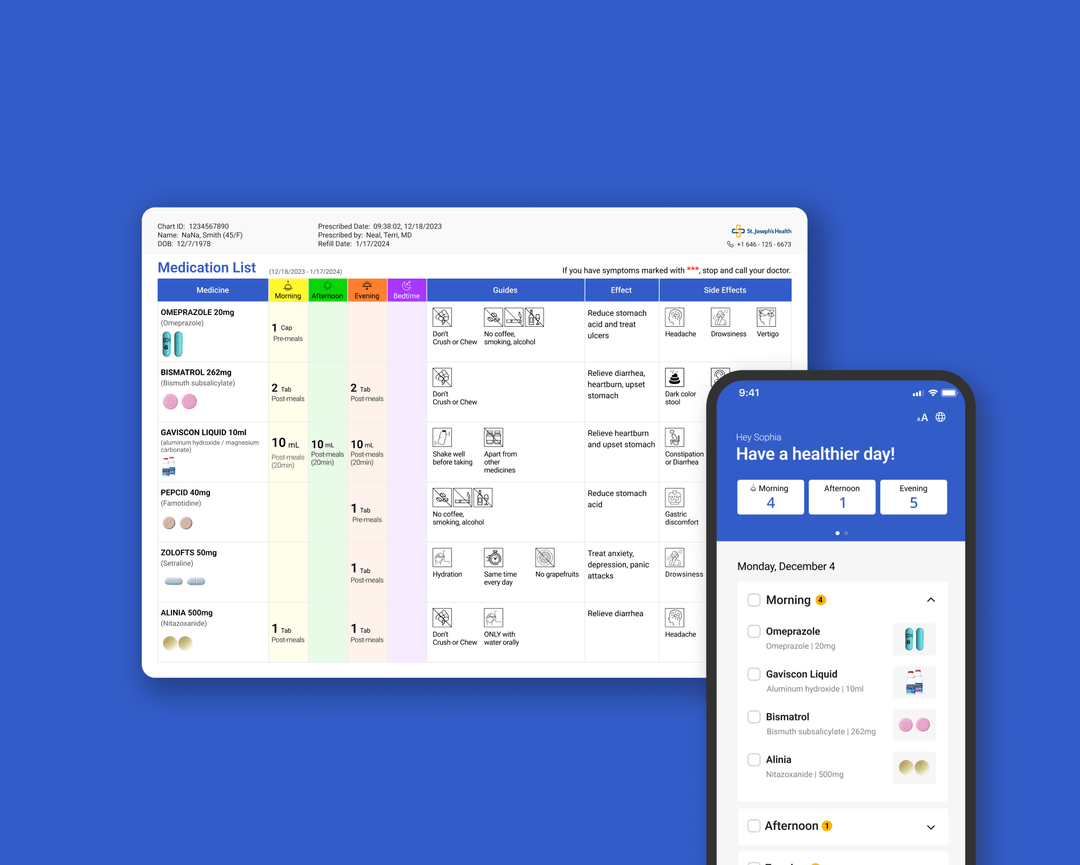 Chart ID: 1234567890
Name: NaNa, Smith (45/F)
DOB: 12/7/1978
Prescribed Date: 09:38:02, 12/18/2023
Prescribed by: Neal, Terri, MD
Refill Date: 1/17/2024
St. Joseph's Health
+1 646 - 125 - 6673
Medication List (12/18/2023 - 1/17/2024)
If you have symptoms marked with ***, stop and call your doctor.
Medicine Morning Afternoon Evening Bedtime Guides Effect Side Effects
OMEPRAZOLE 20mg
(Omeprazole)
1 Cap
Pre-meals
Don't
Crush or Chew
No coffee,
smoking, alcohol
Reduce stomach
acid and treat
ulcers
Headache
Drowsiness
Vertigo
BISMATROL 262mg
(Bismuth subsalicylate)
2 Tab
Post-meals
2 Tab
Post-meals
Don't
Crush or Chew
Relieve diarrhea,
heartburn, upset
stomach
Dark color
stool
GAVISCON LIQUID 10ml
(aluminum hydroxide / magnesium
carbonate)
10 mL
Post-meals
(20min)
10 mL
Post-meals
(20min)
10 mL
Post-meals
(20min)
Shake well
before taking
Apart from
other
medicines
Relieve heartburn
and upset stomach
Constipation
or Diarrhea
PEPCID 40mg
(Famotidine)
1 Tab
Pre-meals
No coffee,
smoking, alcohol
Reduce stomach
acid
Gastric
discomfort
ZOLOFTS 50mg
(Setraline)
1 Tab
Post-meals
Hydration
Same time
every day
No grapefruits
Treat anxiety,
depression, panic
attacks
Drowsiness
ALINIA 500mg
(Nitazoxanide)
1 Tab
Post-meals
1 Tab
Post-meals
Don't
Crush or Chew
ONLY with
water orally
Relieve diarrhea
Headache
9:41
AA
Hey Sophia
Have a healthier day!
Morning
4
Afternoon
1
Evening
5
Monday, December 4
Morning 4
Omeprazole
Omeprazole | 20mg
Gaviscon Liquid
Aluminum hydroxide | 10ml
Bismatrol
Bismuth subsalicylate | 262mg
Alinia
Nitazoxanide | 500mg
Afternoon 1